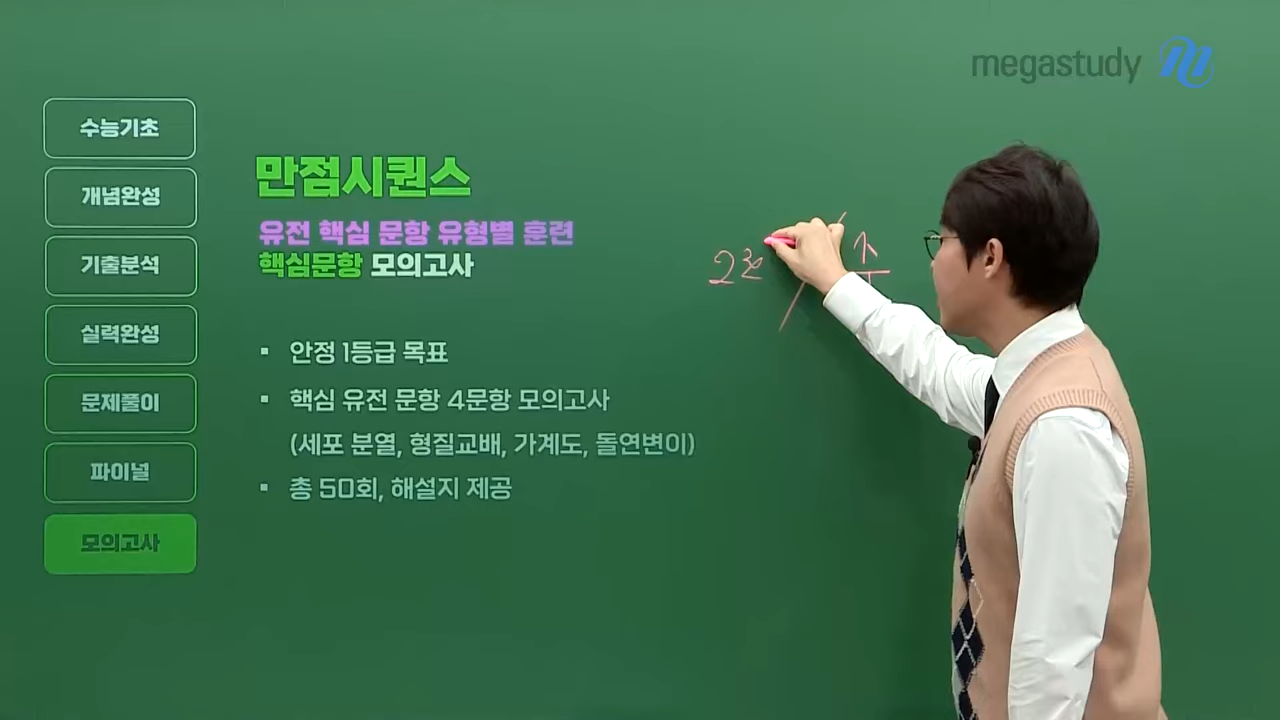 megastudy
수능기초
개념완성
기출분석
실력완성
문제풀이
파이널
모의고사
만점시퀀스
유전 핵심 문항 유형별 훈련
핵심문항 모의고사
▪ 안정 1등급 목표
▪ 핵심 유전 문항 4문항 모의고사
(세포 분열, 형질교배, 가계도, 돌연변이)
▪ 총 50회, 해설지 제공